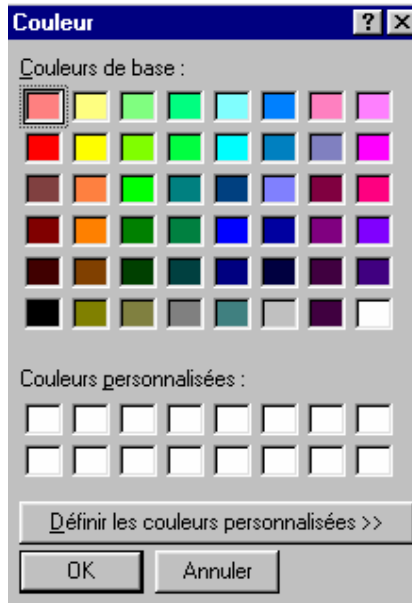 Couleur
Couleurs de base :
Couleurs personnalisées :
Définir les couleurs personnalisées >>
OK Annuler